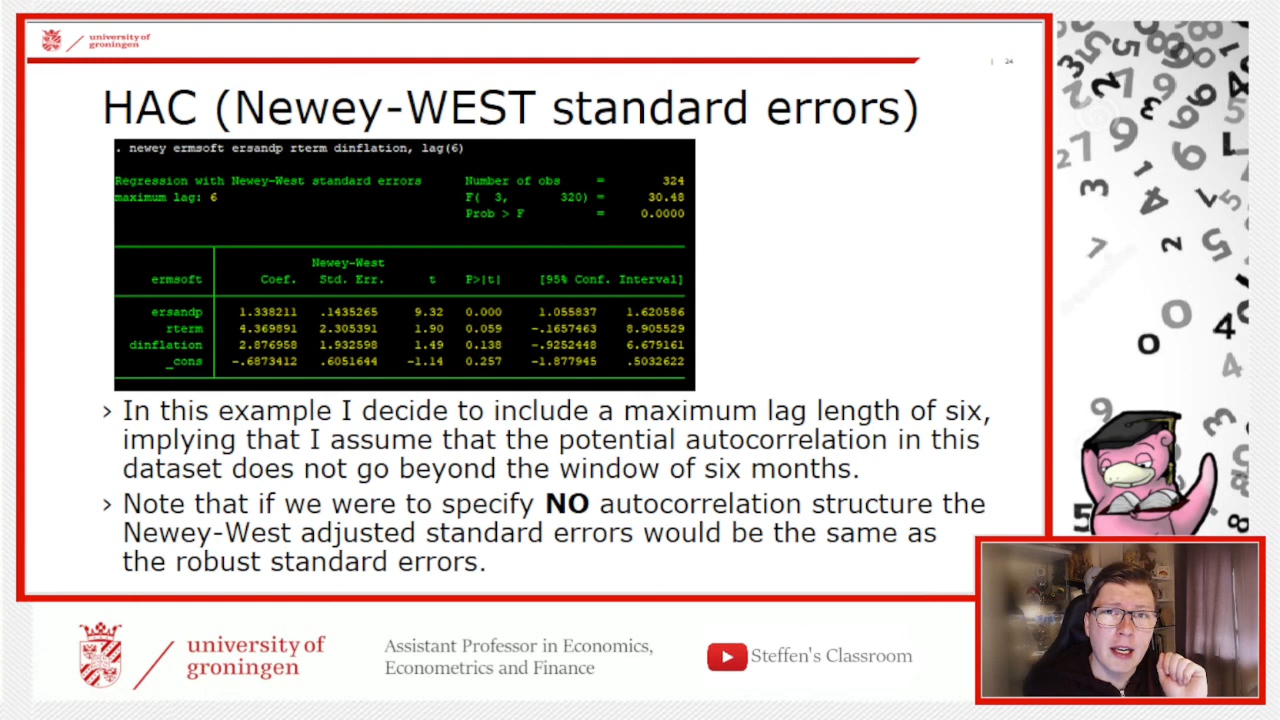 university of
groningen
| 24
HAC (Newey-WEST standard errors)
. newey ermsoft ersandp rterm dinflation, lag(6)
Regression with Newey-West standard errors Number of obs = 324
maximum lag: 6 F( 3, 320) = 30.48
Prob > F = 0.0000
Newey-West
ermsoft Coef. Std. Err. t P>|t| [95% Conf. Interval]
ersandp 1.338211 .1435265 9.32 0.000 1.055837 1.620586
rterm 4.369891 2.305391 1.90 0.059 -.1657463 8.905529
dinflation 2.876958 1.932598 1.49 0.138 -.9252448 6.679161
_cons -.6873412 .6051644 -1.14 0.257 -1.877945 .5032622
› In this example I decide to include a maximum lag length of six,
implying that I assume that the potential autocorrelation in this
dataset does not go beyond the window of six months.
› Note that if we were to specify NO autocorrelation structure the
Newey-West adjusted standard errors would be the same as
the robust standard errors.
university of
groningen
Assistant Professor in Economics,
Econometrics and Finance
Steffen's Classroom